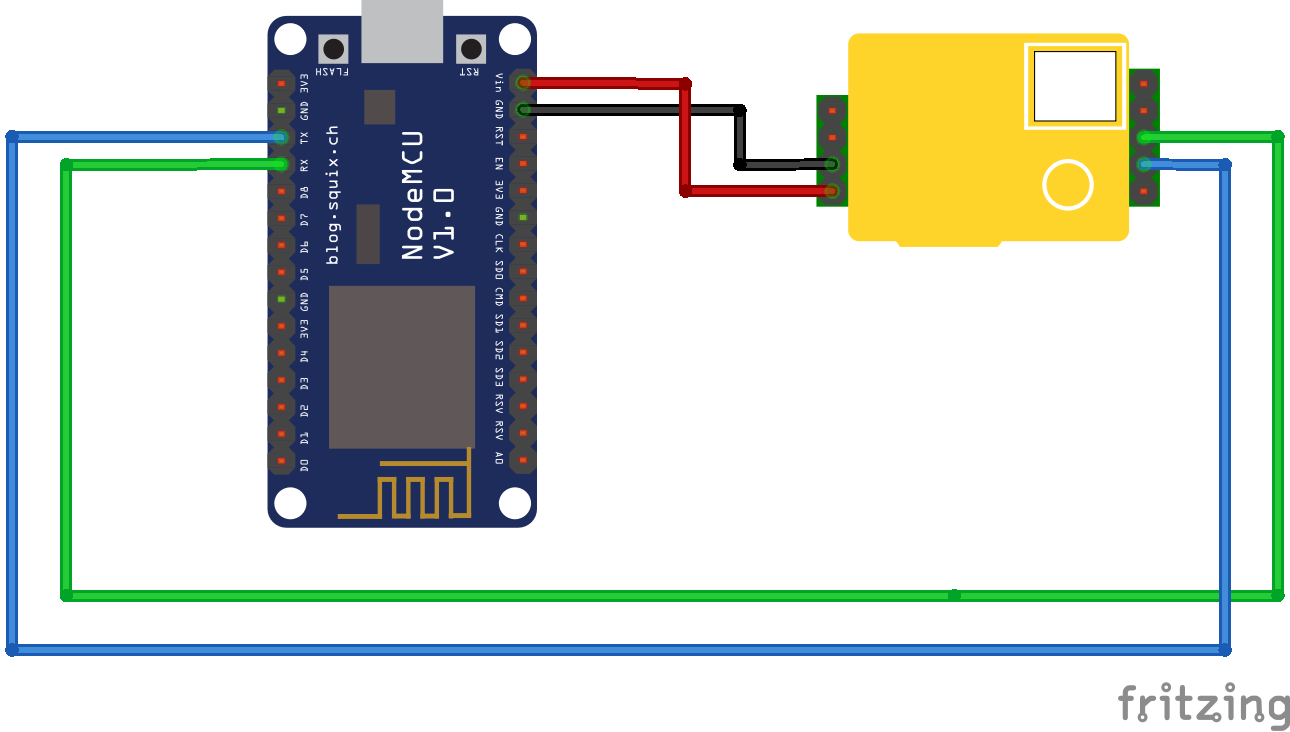 FLASH
RST
3V3
GND
TX
RX
D8
D7
D6
D5
GND
3V3
D4
D3
D2
D1
D0
blog.squix.ch
NodeMCU
V1.0
Vin
GND
RST
EN
3V3
GND
CLK
SD0
CMD
SD1
SD2
SD3
RSV
RSV
A0
fritzing